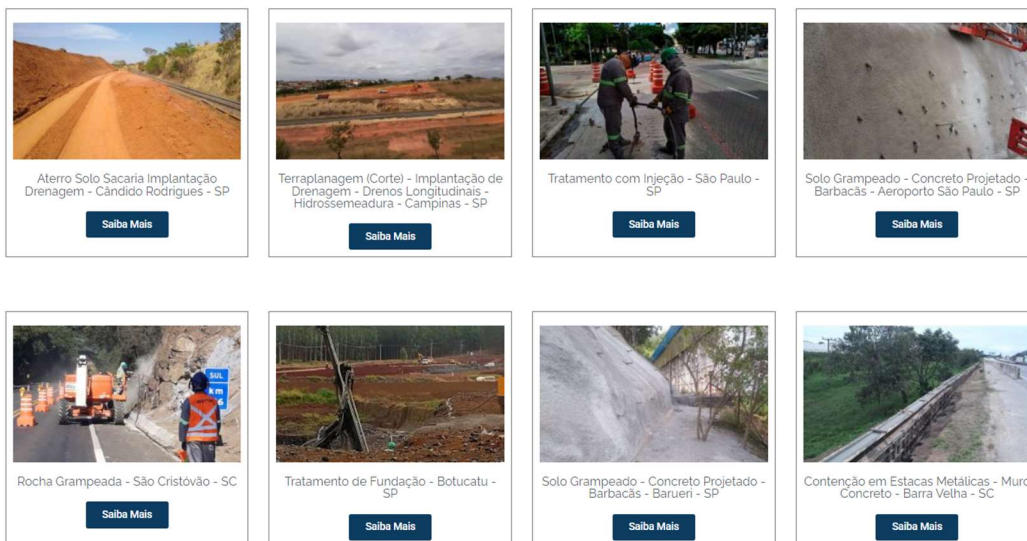 Aterro Solo Sacaria Implantação
Drenagem - Cândido Rodrigues - SP
Saiba Mais
Terraplanagem (Corte) - Implantação de
Drenagem - Drenos Longitudinais -
Hidrossemeadura - Campinas - SP
Saiba Mais
Tratamento com Injeção - São Paulo -
SP
Saiba Mais
Solo Grampeado - Concreto Projetado -
Barbacãs - Aeroporto São Paulo - SP
Saiba Mais
SUL
km
6
Rocha Grampeada - São Cristóvão - SC
Saiba Mais
Tratamento de Fundação - Botucatu -
SP
Saiba Mais
Solo Grampeado - Concreto Projetado -
Barbacãs - Barueri - SP
Saiba Mais
Contenção em Estacas Metálicas - Muro
Concreto - Barra Velha - SC
Saiba Mais